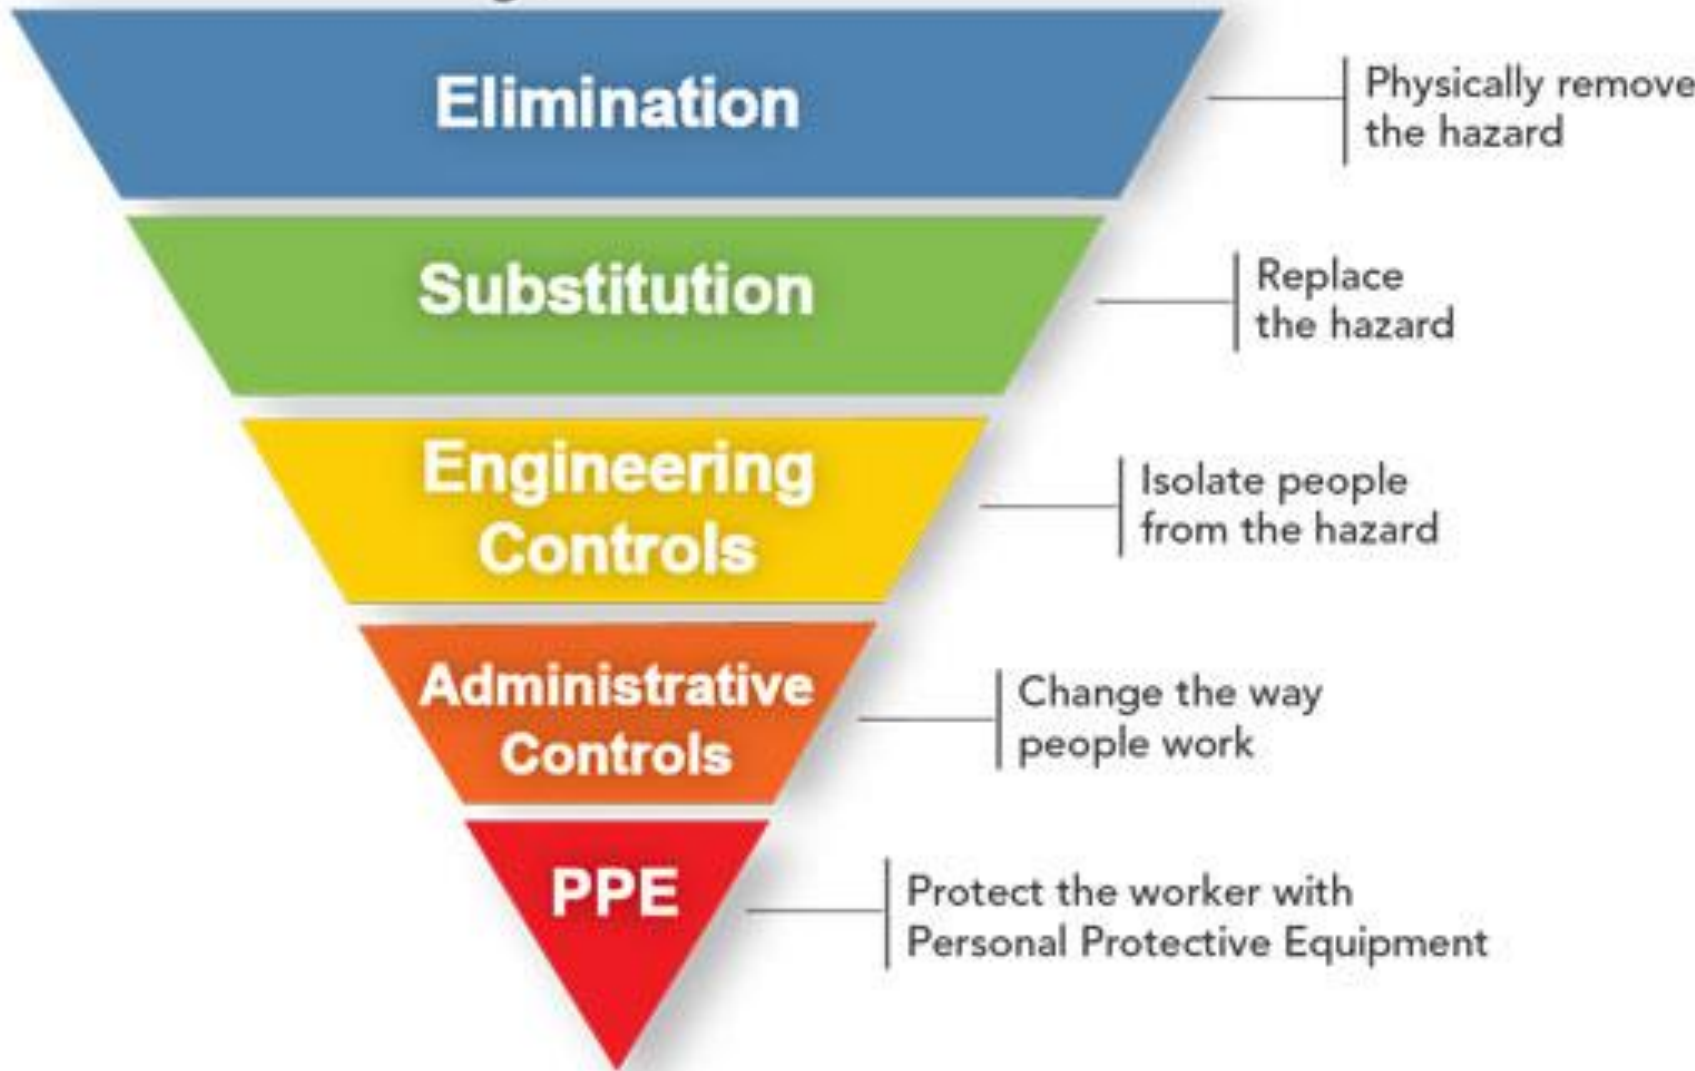 Elimination
Physically remove
the hazard
Substitution
Replace
the hazard
Engineering
Controls
Isolate people
from the hazard
Administrative
Controls
Change the way
people work
PPE
Protect the worker with
Personal Protective Equipment